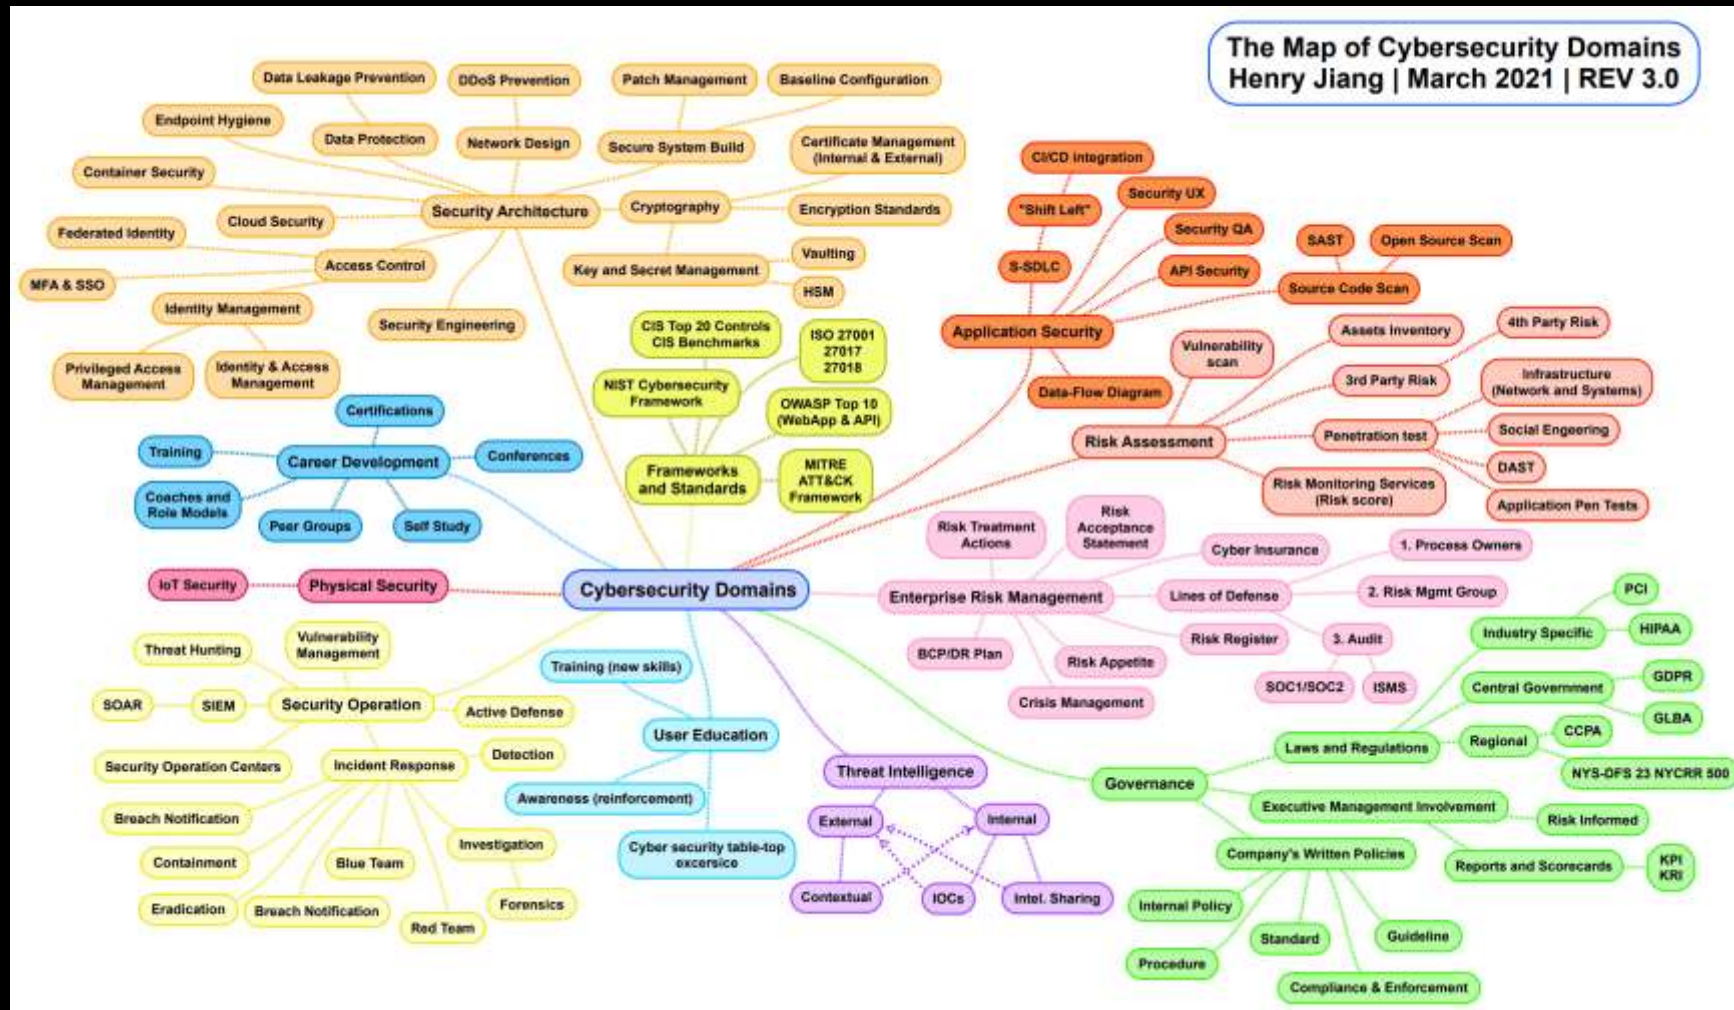 The Map of Cybersecurity Domains
Henry Jiang | March 2021 | REV 3.0
Data Leakage Prevention
DDoS Prevention
Patch Management
Baseline Configuration
Endpoint Hygiene
Data Protection
Network Design
Secure System Build
Certificate Management
(Internal & External)
Container Security
Cloud Security
Security Architecture
Cryptography
Encryption Standards
Federated Identity
Access Control
Key and Secret Management
Vaulting
HSM
MFA & SSO
Identity Management
Security Engineering
Privileged Access
Management
Identity & Access
Management
CI/CD integration
"Shift Left"
Security UX
Security QA
S-SDLC
API Security
SAST
Open Source Scan
Source Code Scan
Application Security
Data-Flow Diagram
CIS Top 20 Controls
CIS Benchmarks
ISO 27001
27017
27018
NIST Cybersecurity
Framework
OWASP Top 10
(WebApp & API)
Frameworks
and Standards
MITRE
ATT&CK
Framework
Vulnerability
scan
Assets Inventory
4th Party Risk
3rd Party Risk
Infrastructure
(Network and Systems)
Risk Assessment
Penetration test
Social Engeering
DAST
Application Pen Tests
Risk Monitoring Services
(Risk score)
Certifications
Training
Career Development
Conferences
Coaches and
Role Models
Peer Groups
Self Study
IoT Security
Physical Security
Cybersecurity Domains
Risk Treatment
Actions
Risk
Acceptance
Statement
Cyber Insurance
1. Process Owners
Enterprise Risk Management
Lines of Defense
2. Risk Mgmt Group
3. Audit
SOC1/SOC2
ISMS
Risk Register
BCP/DR Plan
Risk Appetite
Crisis Management
Vulnerability
Management
Threat Hunting
SOAR
SIEM
Security Operation
Active Defense
Security Operation Centers
Incident Response
Detection
Breach Notification
Containment
Blue Team
Investigation
Eradication
Breach Notification
Red Team
Forensics
Training (new skills)
User Education
Awareness (reinforcement)
Cyber security table-top
excersice
Threat Intelligence
External
Internal
Contextual
IOCs
Intel. Sharing
PCI
Industry Specific
HIPAA
Central Government
GDPR
GLBA
Laws and Regulations
Regional
CCPA
NYS-DFS 23 NYCRR 500
Governance
Executive Management Involvement
Risk Informed
Company's Written Policies
Reports and Scorecards
KPI
KRI
Internal Policy
Standard
Guideline
Procedure
Compliance & Enforcement